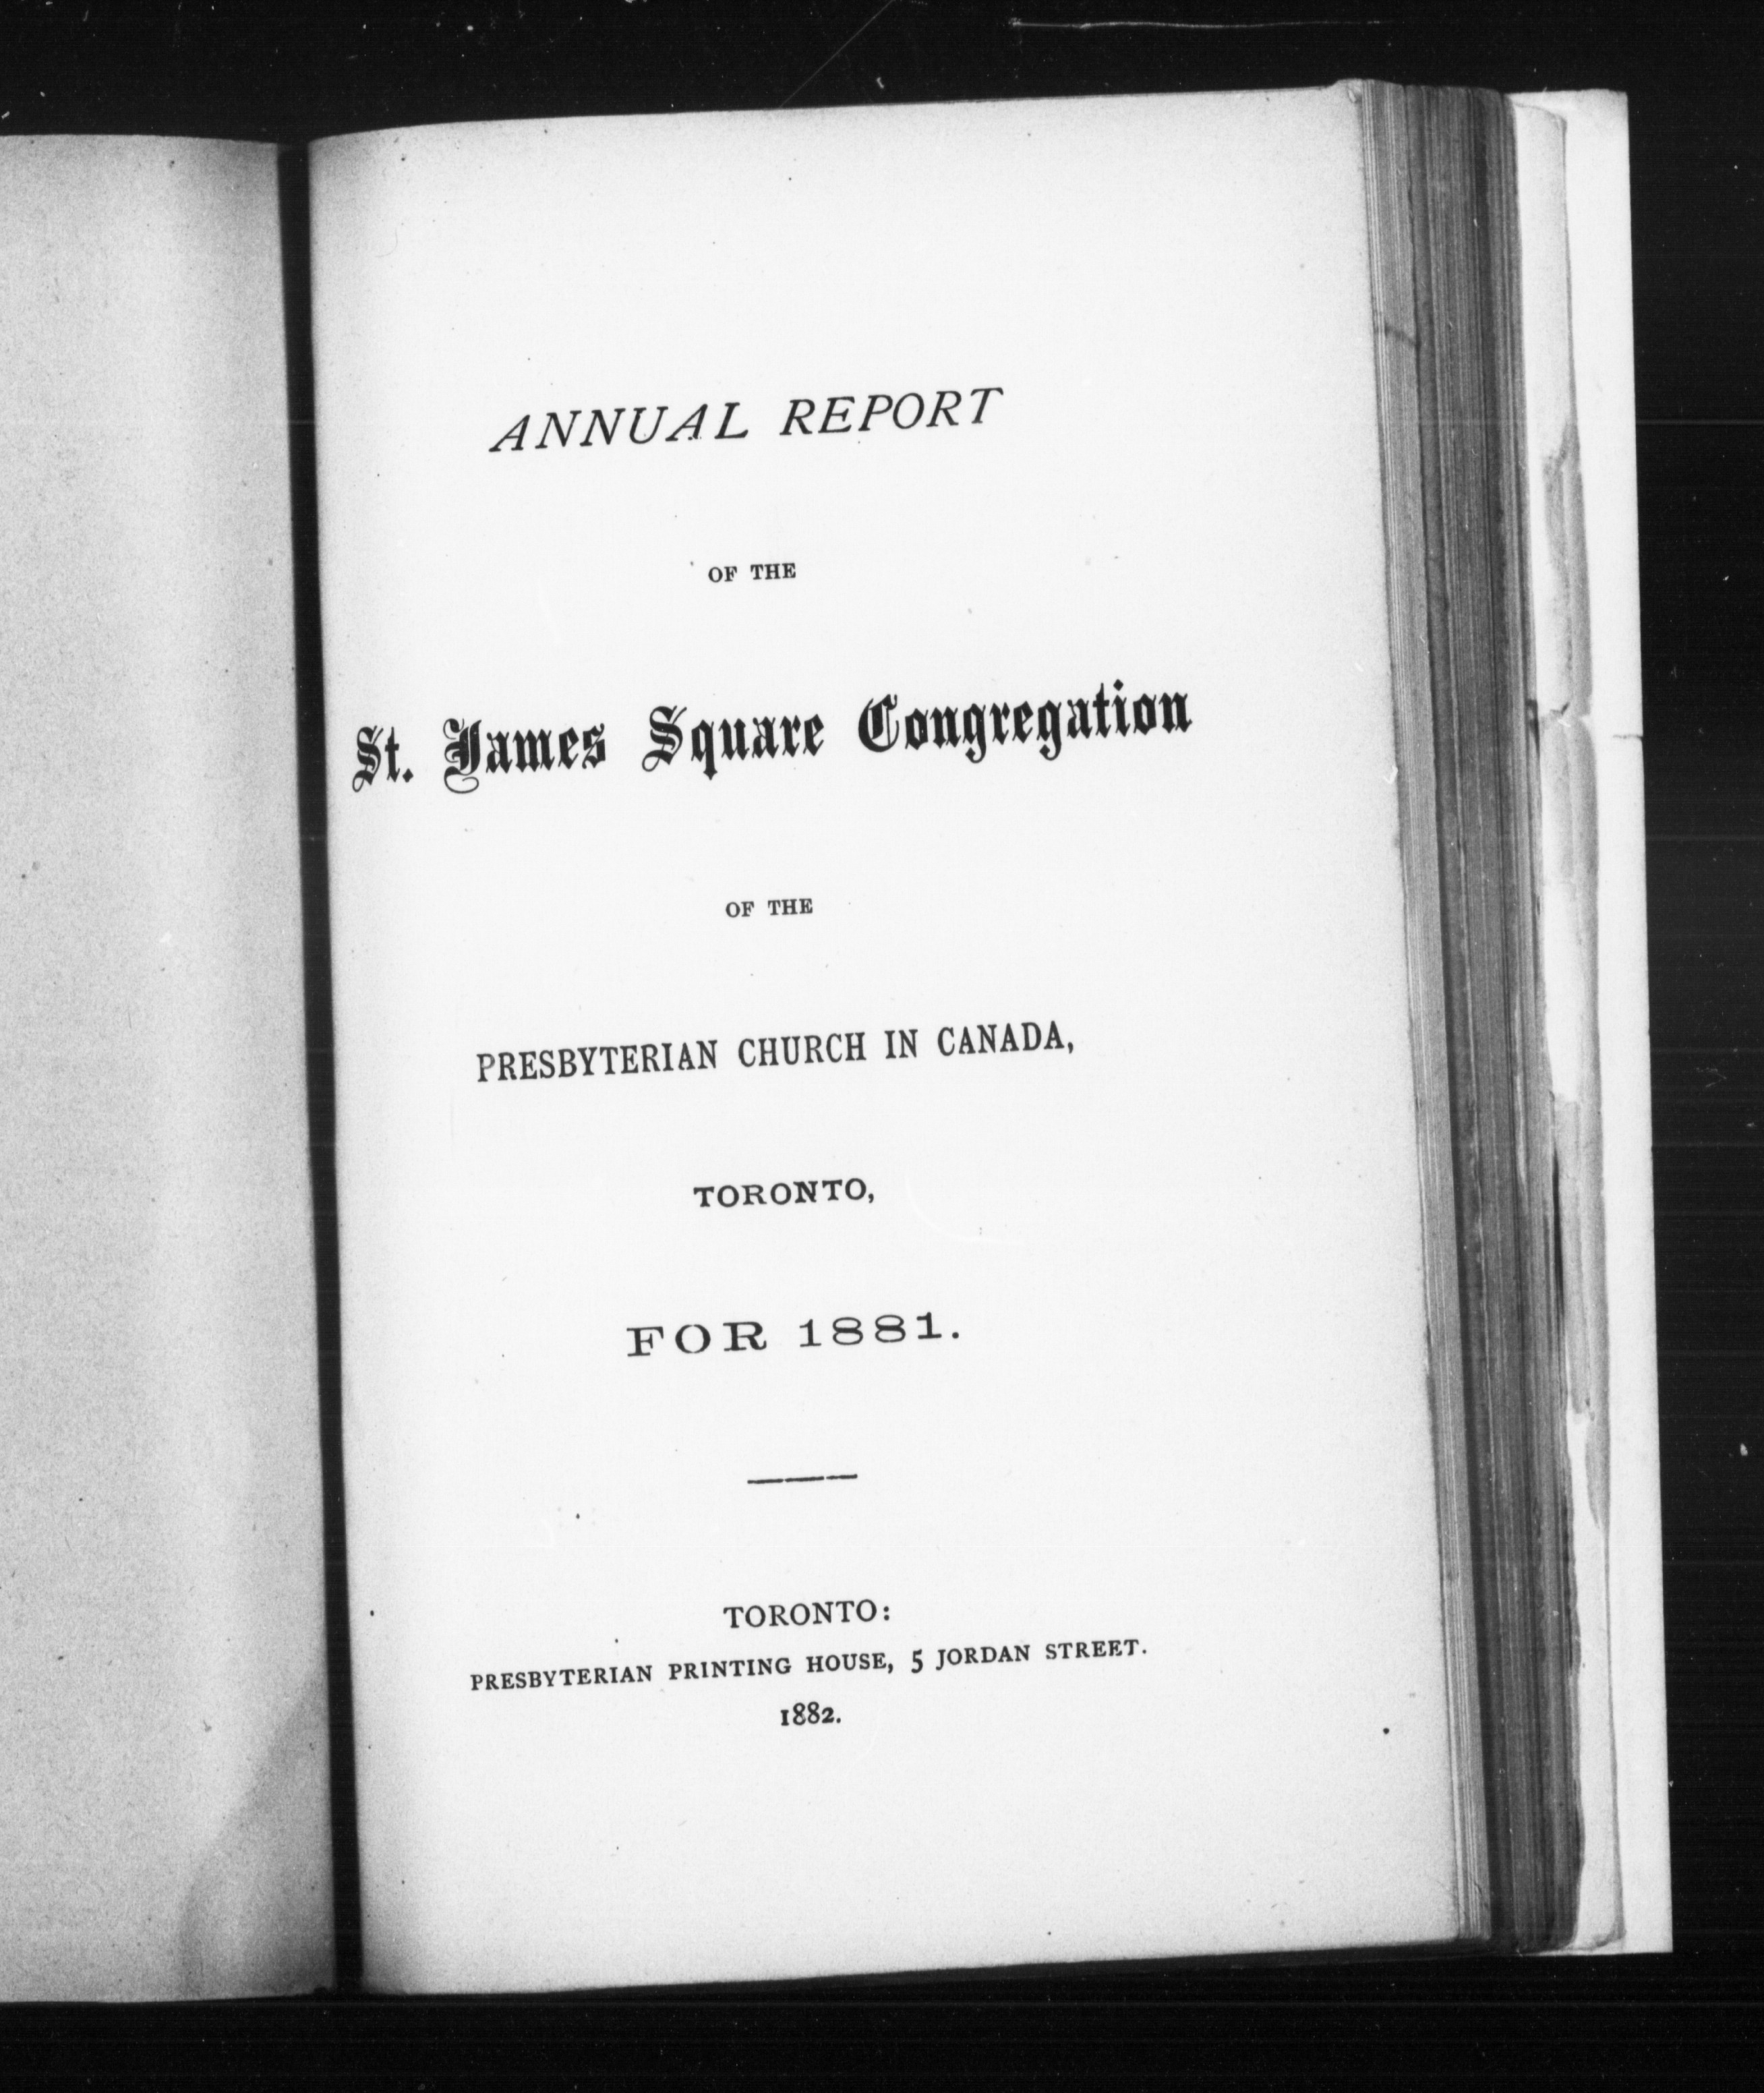 ANNUAL REPORT
OF THE
St. James Square Congregation
OF THE
PRESBYTERIAN CHURCH IN CANADA,
TORONTO,
FOR 1881.
TORONTO:
PRESBYTERIAN PRINTING HOUSE, 5 JORDAN STREET.
1882.